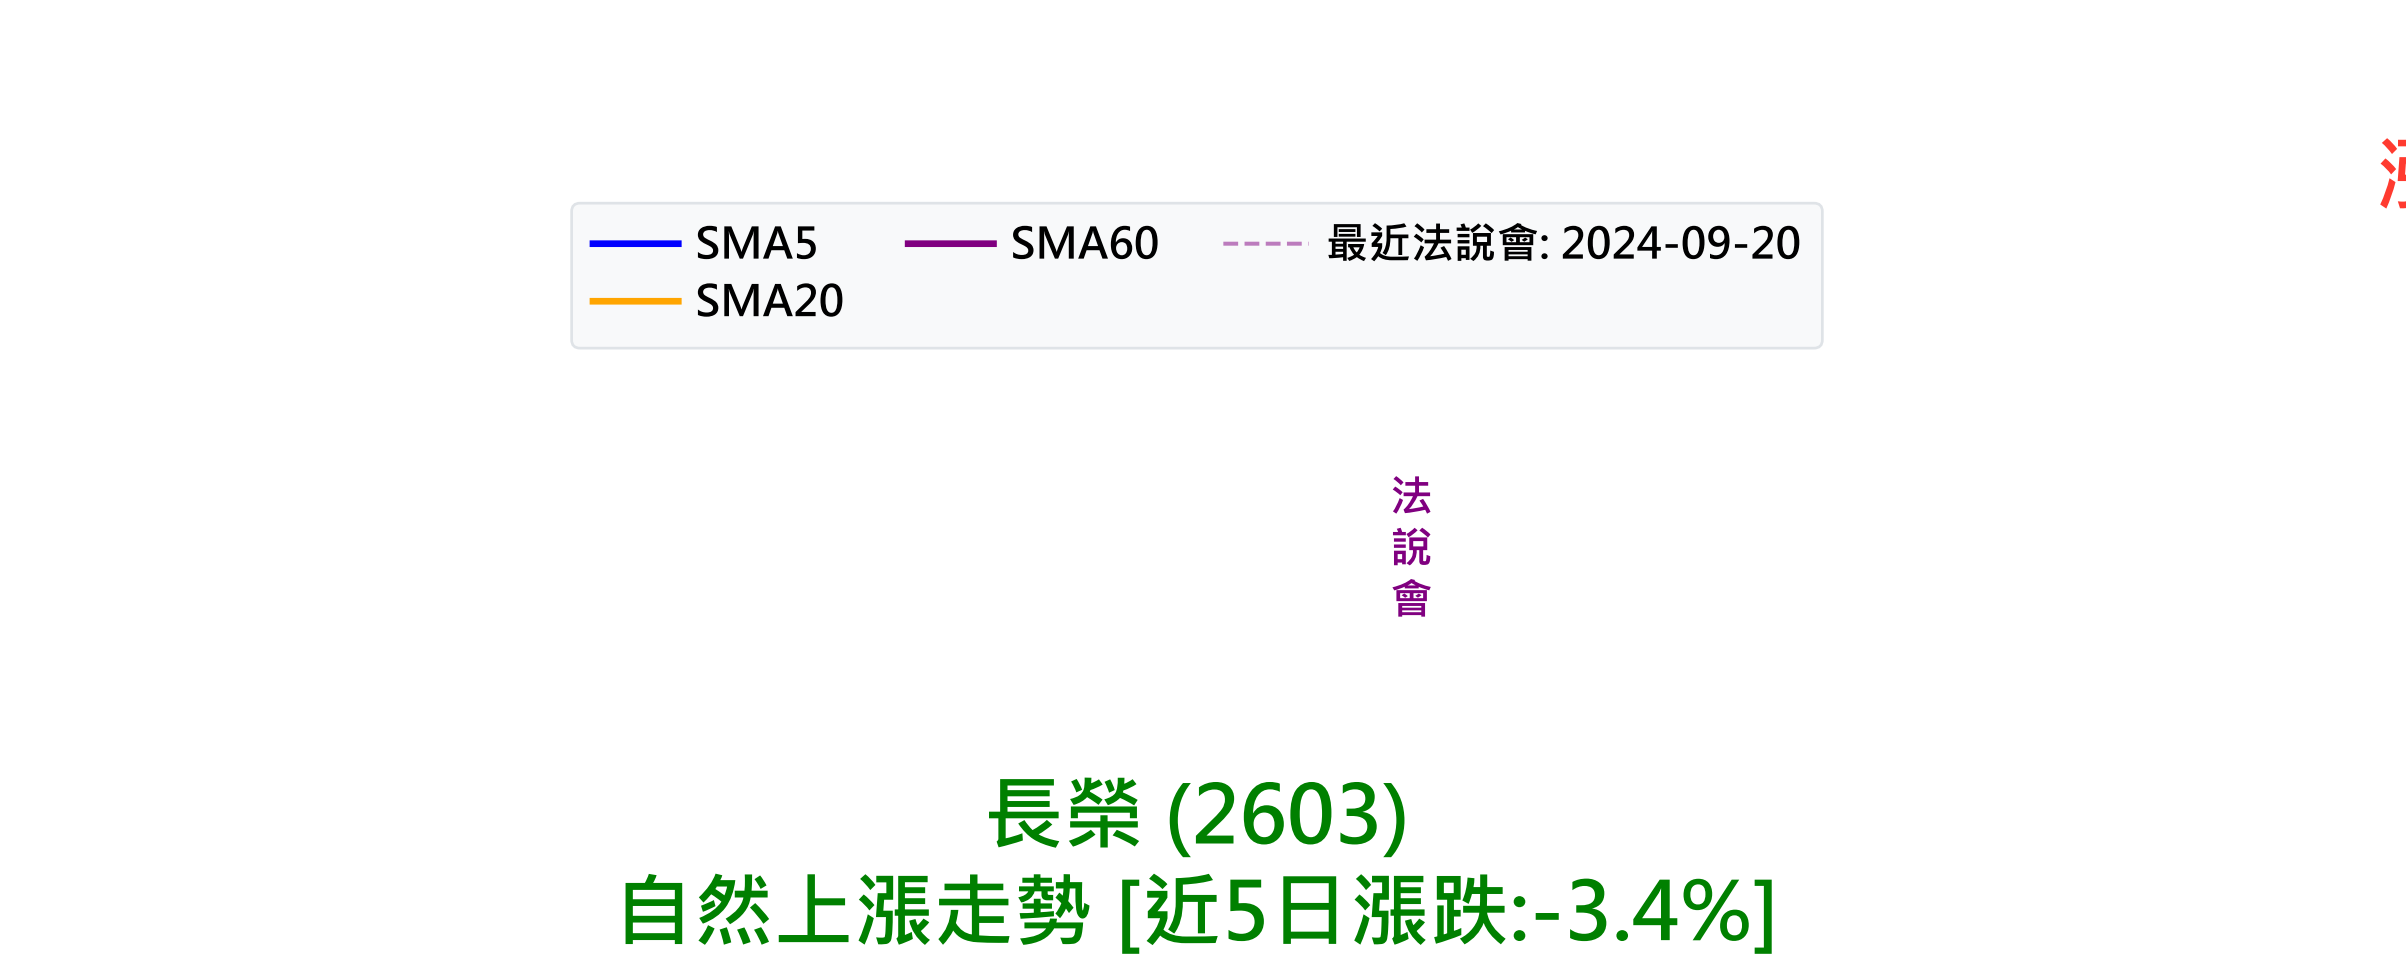 SMA5
SMA20
SMA60
最近法說會: 2024-09-20
法說會
長榮 (2603)
自然上漲走勢 [近5日漲跌:-3.4%]